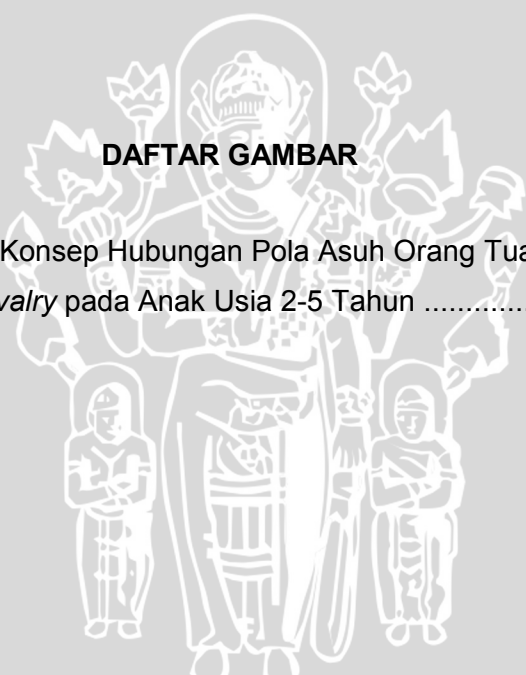 DAFTAR GAMBAR
Konsep Hubungan Pola Asuh Orang Tua
valry pada Anak Usia 2-5 Tahun .............